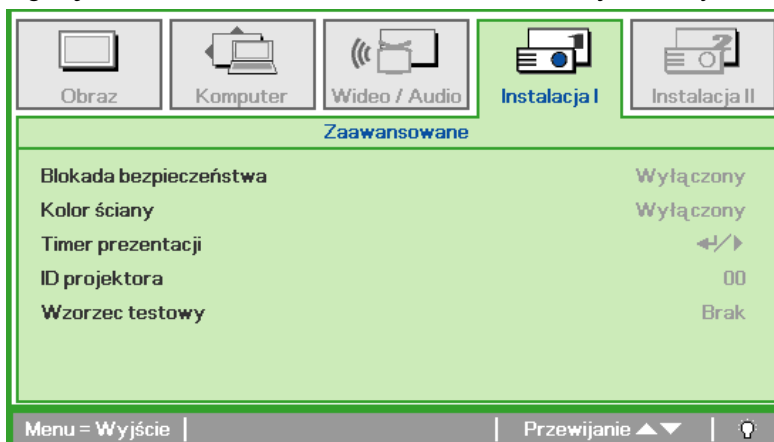 Obraz
Komputer
Wideo / Audio
Instalacja I
Instalacja II
Zaawansowane
Blokada bezpieczeństwa Wyłączony
Kolor ściany Wyłączony
Timer prezentacji
ID projektora 00
Wzorzec testowy Brak
Menu = Wyjście | | Przewijanie ▲▼ |